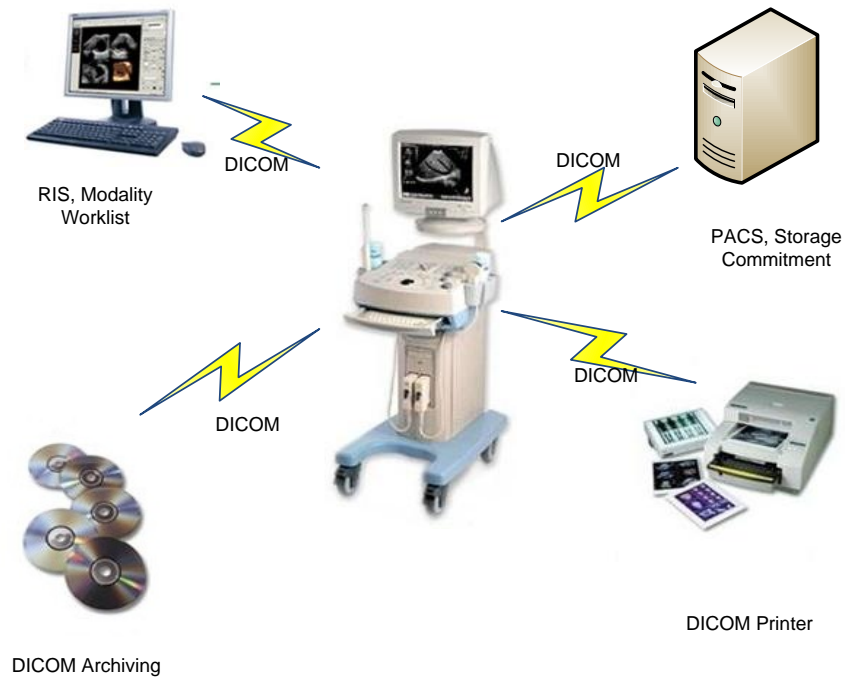 DICOM
DICOM
RIS, Modality
Worklist
PACS, Storage
Commitment
DICOM
DICOM
DICOM Printer
DICOM Archiving